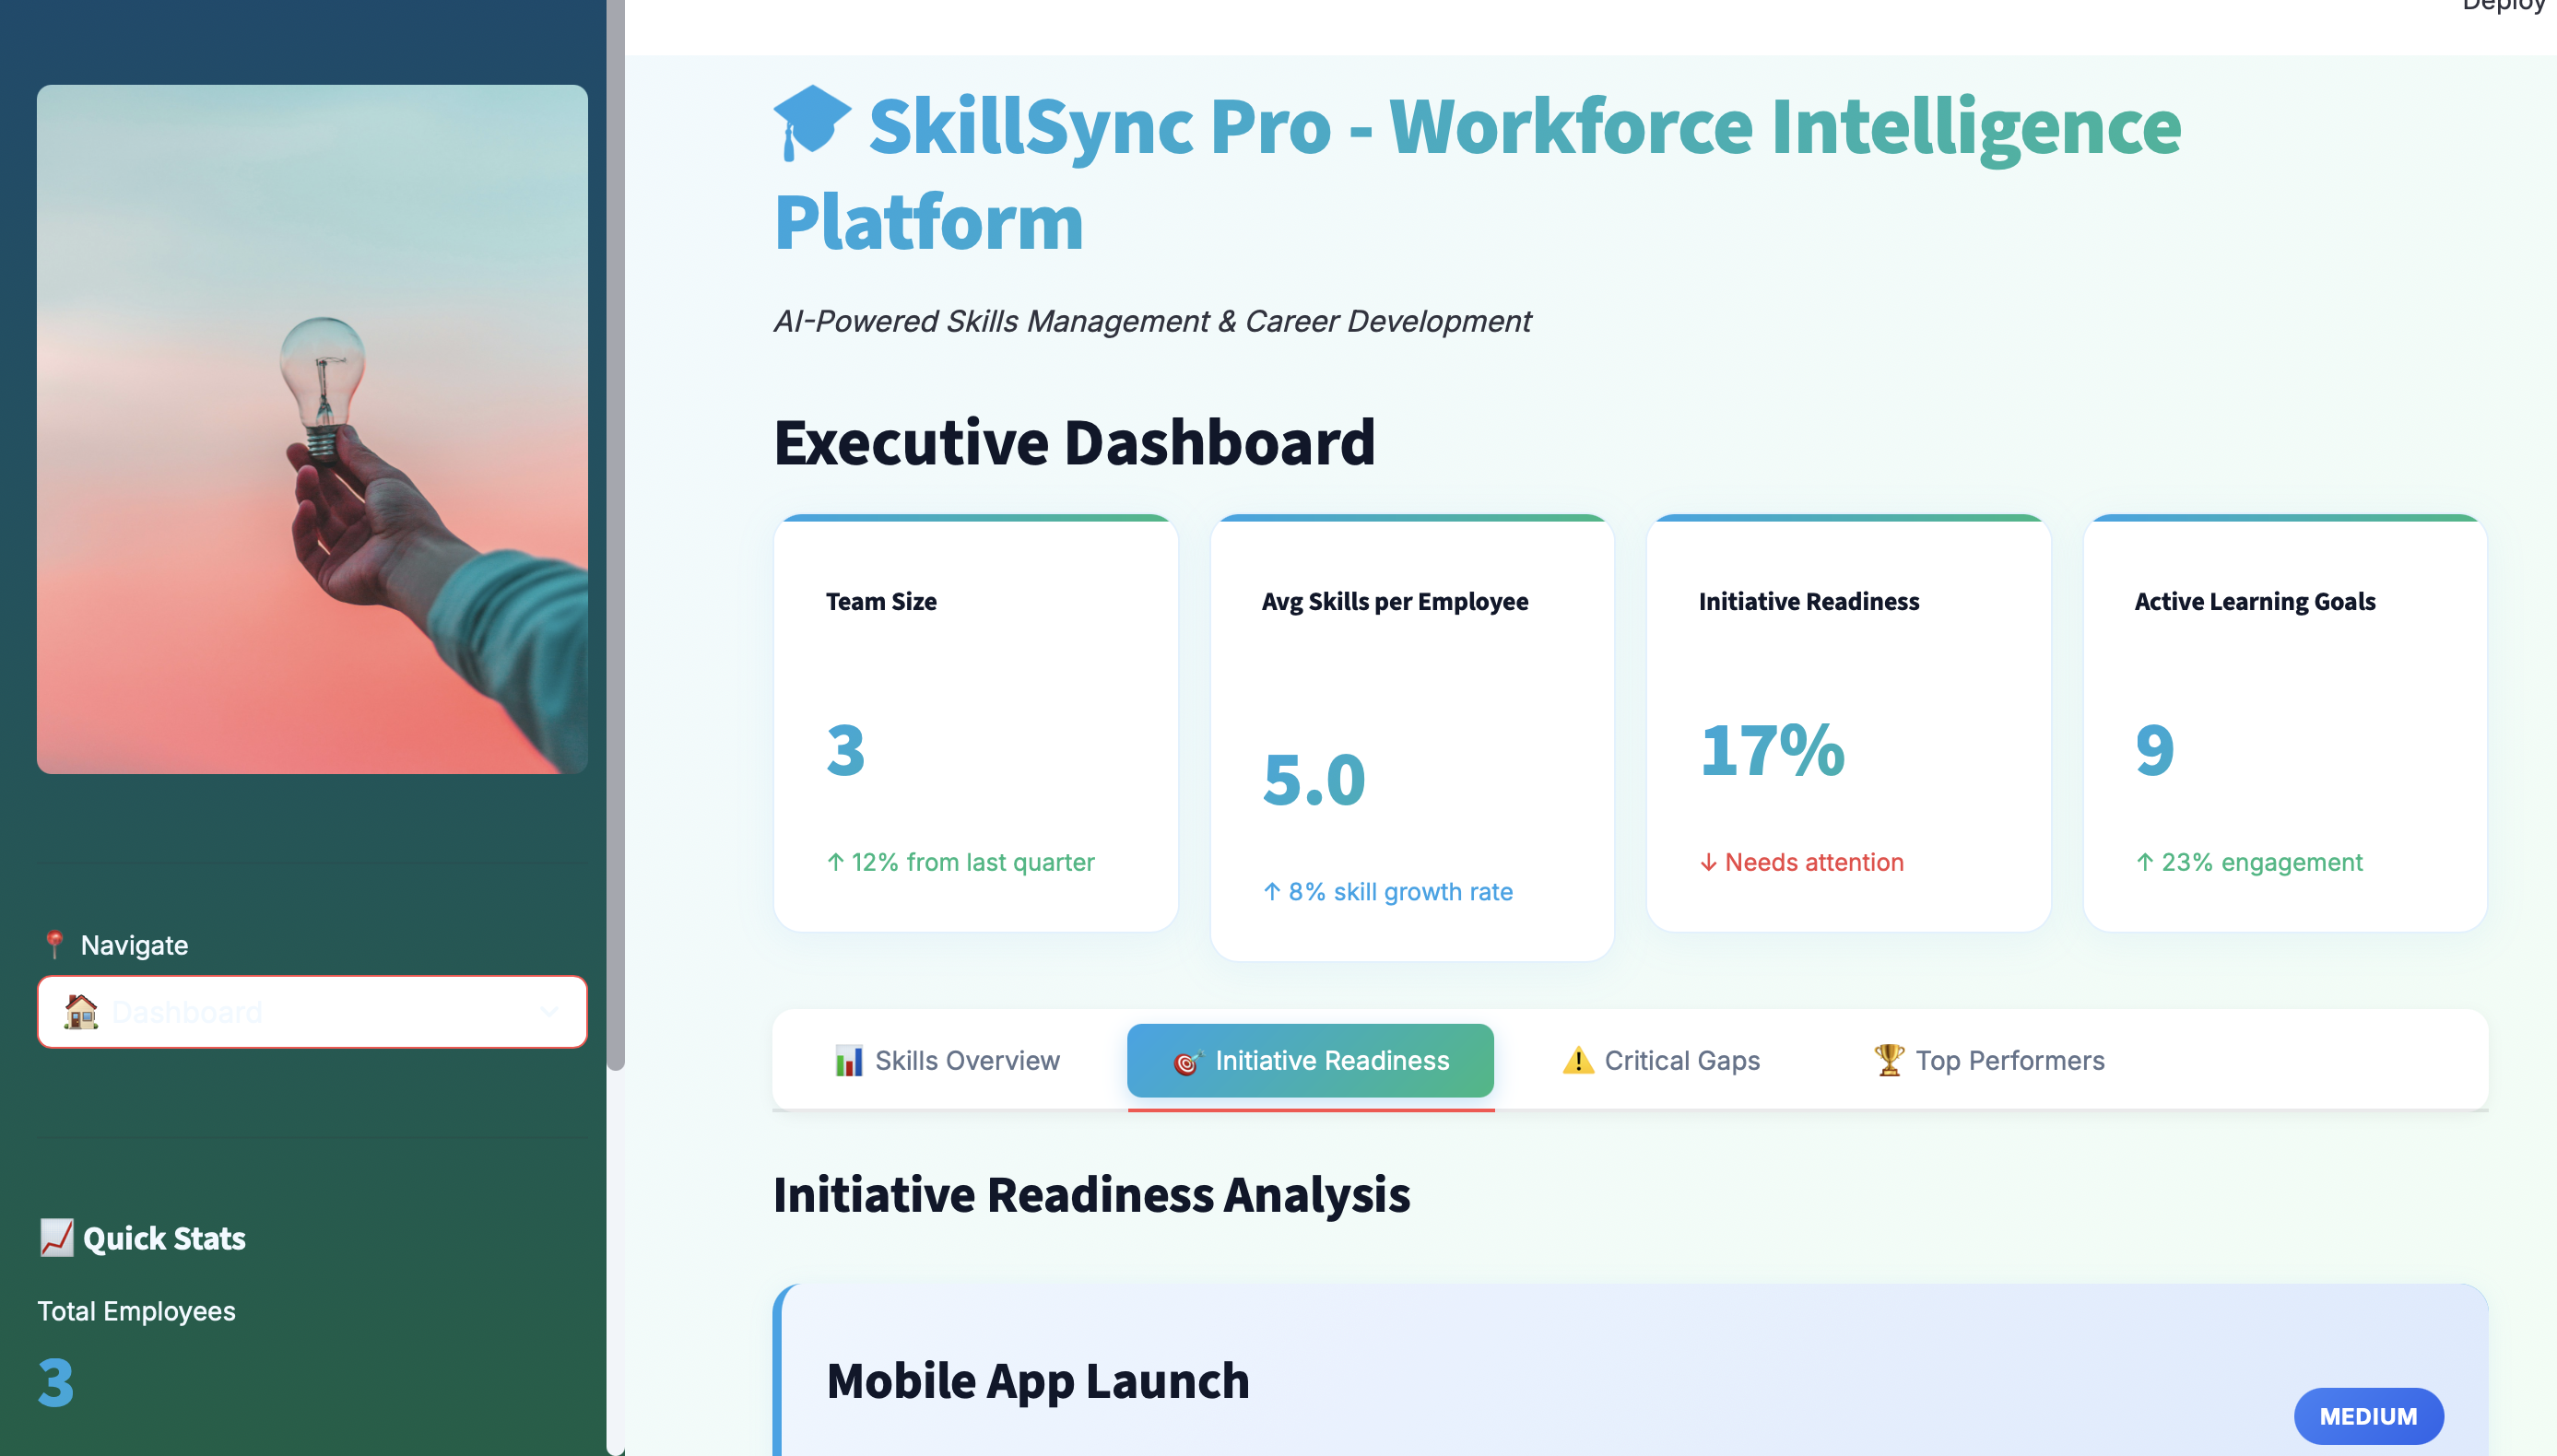 Deploy
🎓 SkillSync Pro - Workforce Intelligence
Platform
AI-Powered Skills Management & Career Development
Executive Dashboard
Team Size
3
↑ 12% from last quarter
Avg Skills per Employee
5.0
↑ 8% skill growth rate
Initiative Readiness
17%
↓ Needs attention
Active Learning Goals
9
↑ 23% engagement
📊 Skills Overview
🎯 Initiative Readiness
⚠️ Critical Gaps
🏆 Top Performers
Initiative Readiness Analysis
Mobile App Launch
MEDIUM
📍 Navigate
🏠 Dashboard
📈 Quick Stats
Total Employees
3